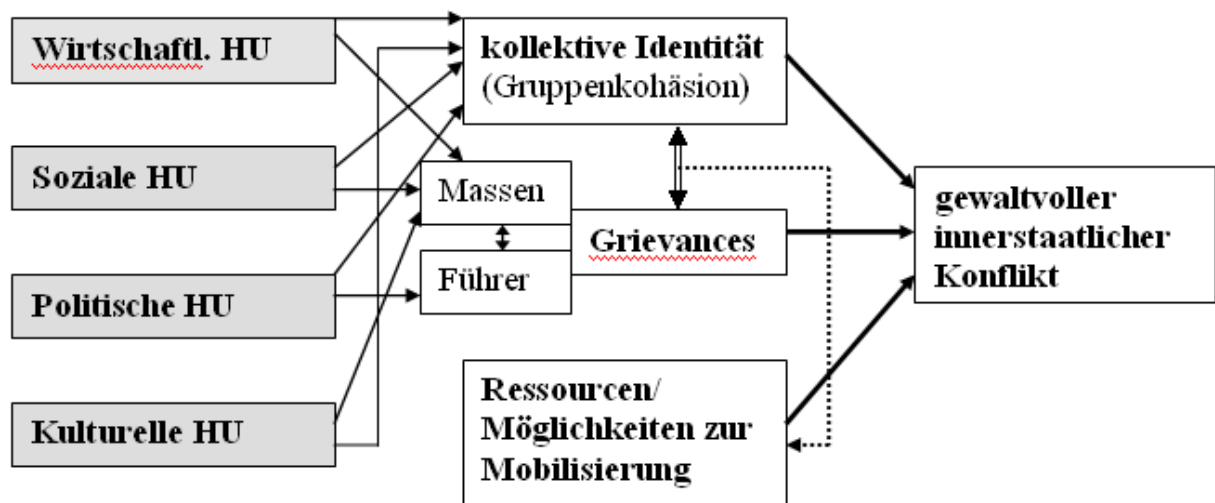 Wirtschaftl. HU
Soziale HU
Politische HU
Kulturelle HU
kollektive Identität
(Gruppenkohäsion)
Massen
Führer
Grievances
Ressourcen/
Möglichkeiten zur
Mobilisierung
gewaltvoller
innerstaatlicher
Konflikt